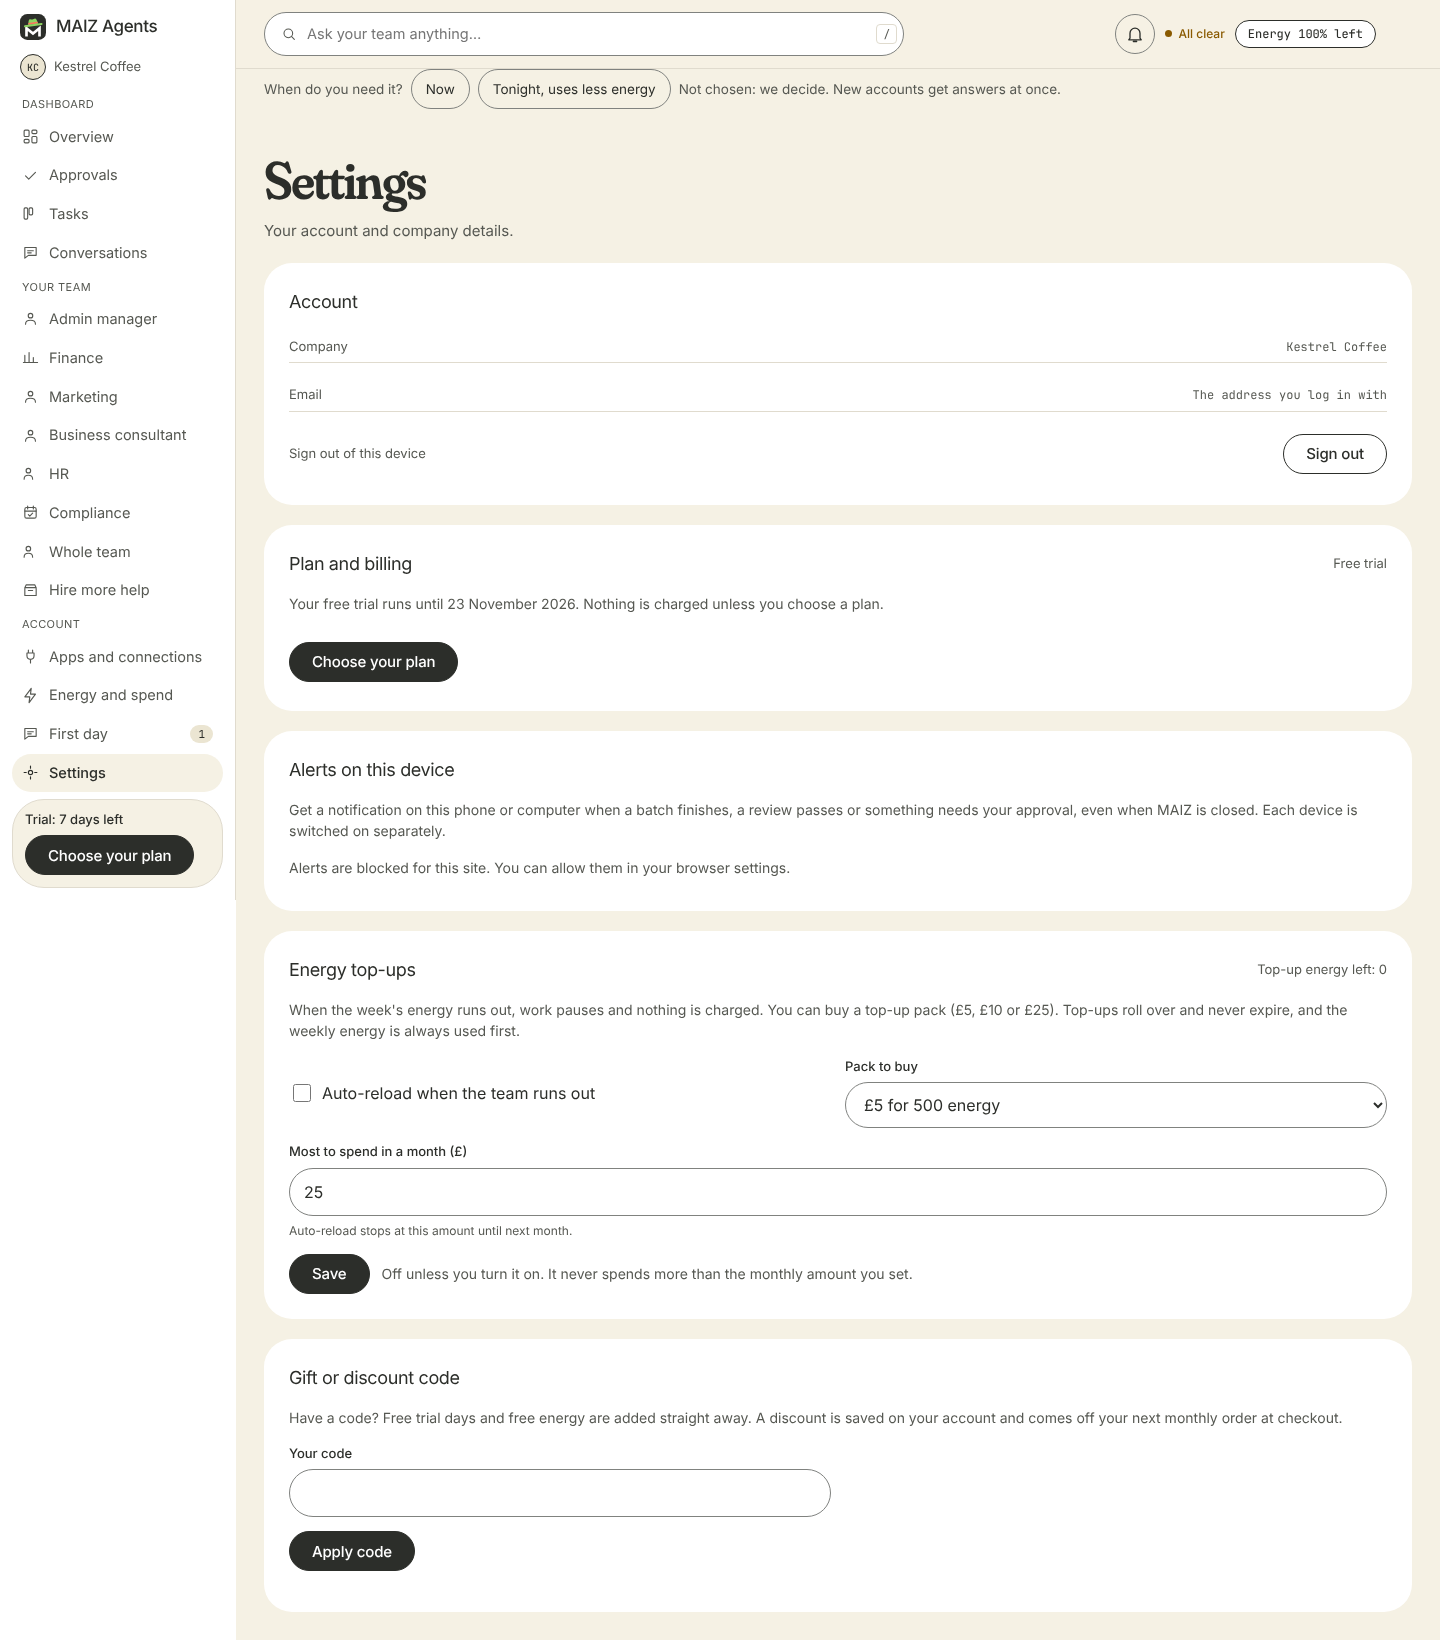 MAIZ Agents
KC Kestrel Coffee
DASHBOARD
Overview
Approvals
Tasks
Conversations
YOUR TEAM
Admin manager
Finance
Marketing
Business consultant
HR
Compliance
Whole team
Hire more help
ACCOUNT
Apps and connections
Energy and spend
First day 1
Settings
Trial: 7 days left
Choose your plan
Ask your team anything... /
All clear
Energy 100% left
When do you need it? Now Tonight, uses less energy Not chosen: we decide. New accounts get answers at once.
Settings
Your account and company details.
Account
Company Kestrel Coffee
Email The address you log in with
Sign out of this device Sign out
Plan and billing Free trial
Your free trial runs until 23 November 2026. Nothing is charged unless you choose a plan.
Choose your plan
Alerts on this device
Get a notification on this phone or computer when a batch finishes, a review passes or something needs your approval, even when MAIZ is closed. Each device is
switched on separately.
Alerts are blocked for this site. You can allow them in your browser settings.
Energy top-ups Top-up energy left: 0
When the week's energy runs out, work pauses and nothing is charged. You can buy a top-up pack (£5, £10 or £25). Top-ups roll over and never expire, and the
weekly energy is always used first.
Auto-reload when the team runs out
Pack to buy
£5 for 500 energy
Most to spend in a month (£)
25
Auto-reload stops at this amount until next month.
Save Off unless you turn it on. It never spends more than the monthly amount you set.
Gift or discount code
Have a code? Free trial days and free energy are added straight away. A discount is saved on your account and comes off your next monthly order at checkout.
Your code
Apply code